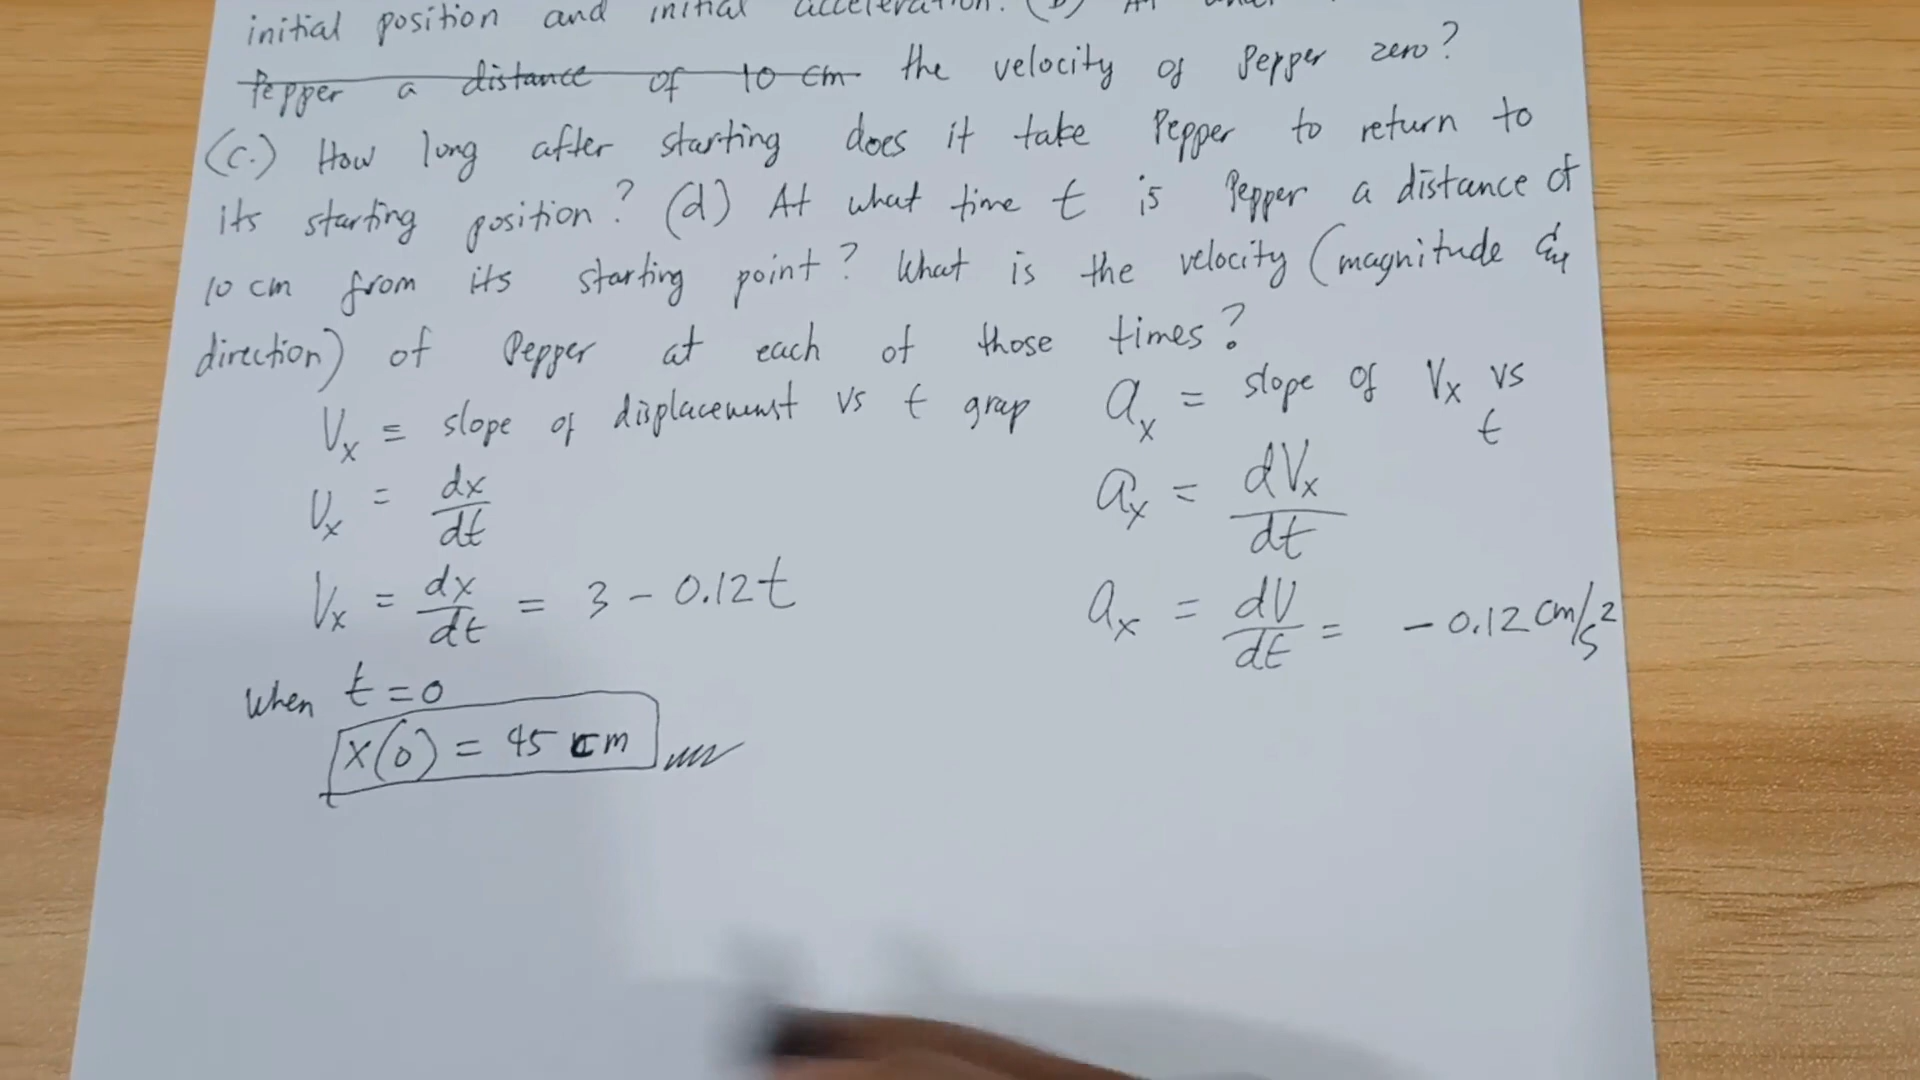 initial position and initial acceleration. (b) At
Pepper a distance of 10 cm the velocity of Pepper zero?
(c.) How long after starting does it take Pepper to return to
its starting position? (d) At what time t is Pepper a distance of
10 cm from its starting point? What is the velocity (magnitude &
direction) of Pepper at each of those times?
Vx = slope of displacement vs t grap
ax = slope of Vx vs
t
Vx = dx/dt
ax = dVx/dt
Vx = dx/dt = 3 - 0.12t
ax = dV/dt = - 0.12 cm/s²
When t = 0
x(0) = 45 cm